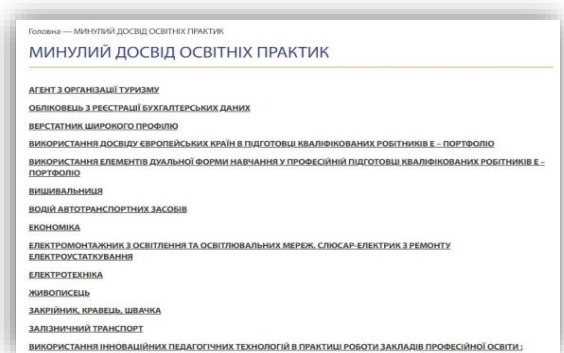 Головна — МИНУЛИЙ ДОСВІД ОСВІТНІХ ПРАКТИК
МИНУЛИЙ ДОСВІД ОСВІТНІХ ПРАКТИК
АГЕНТ З ОРГАНІЗАЦІЇ ТУРИЗМУ
ОБЛІКОВЕЦЬ З РЕЄСТРАЦІЇ БУХГАЛТЕРСЬКИХ ДАНИХ
ВЕРСТАТНИК ШИРОКОГО ПРОФІЛЮ
ВИКОРИСТАННЯ ДОСВІДУ ЄВРОПЕЙСЬКИХ КРАЇН В ПІДГОТОВЦІ КВАЛІФІКОВАНИХ РОБІТНИКІВ Е – ПОРТФОЛІО
ВИКОРИСТАННЯ ЕЛЕМЕНТІВ ДУАЛЬНОЇ ФОРМИ НАВЧАННЯ У ПРОФЕСІЙНІЙ ПІДГОТОВЦІ КВАЛІФІКОВАНИХ РОБІТНИКІВ Е –
ПОРТФОЛІО
ВИШИВАЛЬНИЦЯ
ВОДІЙ АВТОТРАНСПОРТНИХ ЗАСОБІВ
ЕКОНОМІКА
ЕЛЕКТРОМОНТАЖНИК З ОСВІТЛЕННЯ ТА ОСВІТЛЮВАЛЬНИХ МЕРЕЖ. СЛЮСАР-ЕЛЕКТРИК З РЕМОНТУ
ЕЛЕКТРОУСТАТКУВАННЯ
ЕЛЕКТРОТЕХНІКА
ЖИВОПИСЕЦЬ
ЗАКРІЙНИК, КРАВЕЦЬ, ШВАЧКА
ЗАЛІЗНИЧНИЙ ТРАНСПОРТ
ВИКОРИСТАННЯ ІННОВАЦІЙНИХ ПЕДАГОГІЧНИХ ТЕХНОЛОГІЙ В ПРАКТИЦІ РОБОТИ ЗАКЛАДІВ ПРОФЕСІЙНОЇ ОСВІТИ :